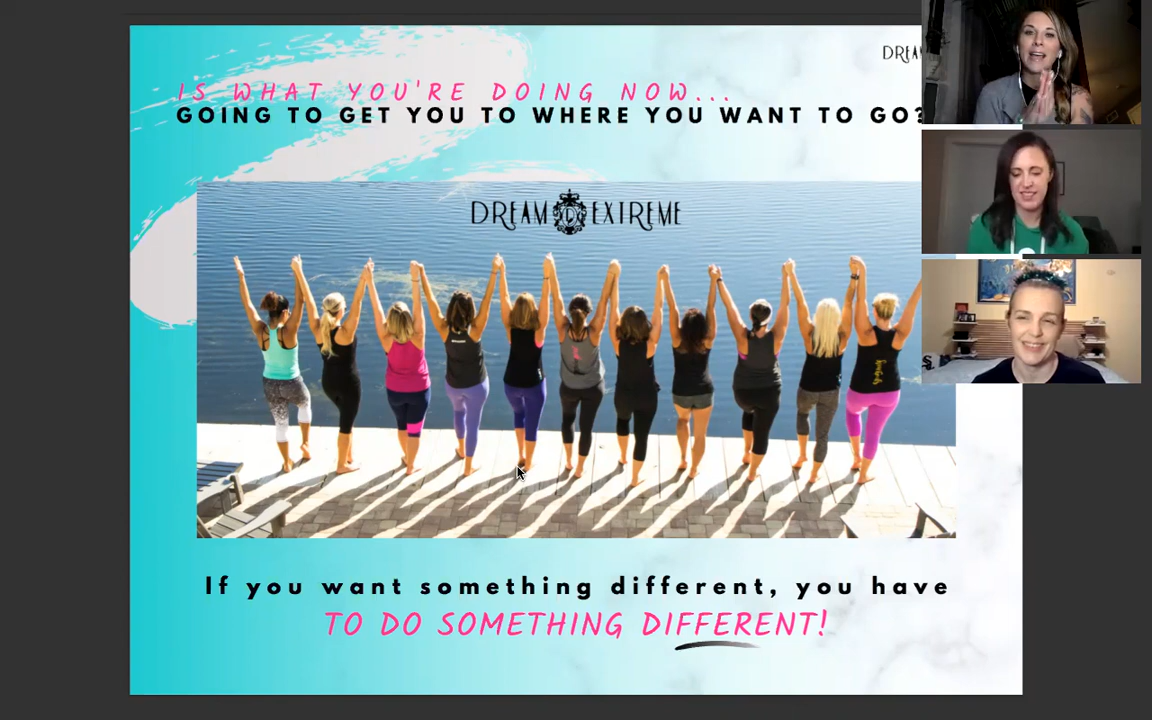 DREAM
IS WHAT YOU'RE DOING NOW...
GOING TO GET YOU TO WHERE YOU WANT TO GO?
DREAM D EXTREME
If you want something different, you have
TO DO SOMETHING DIFFERENT!